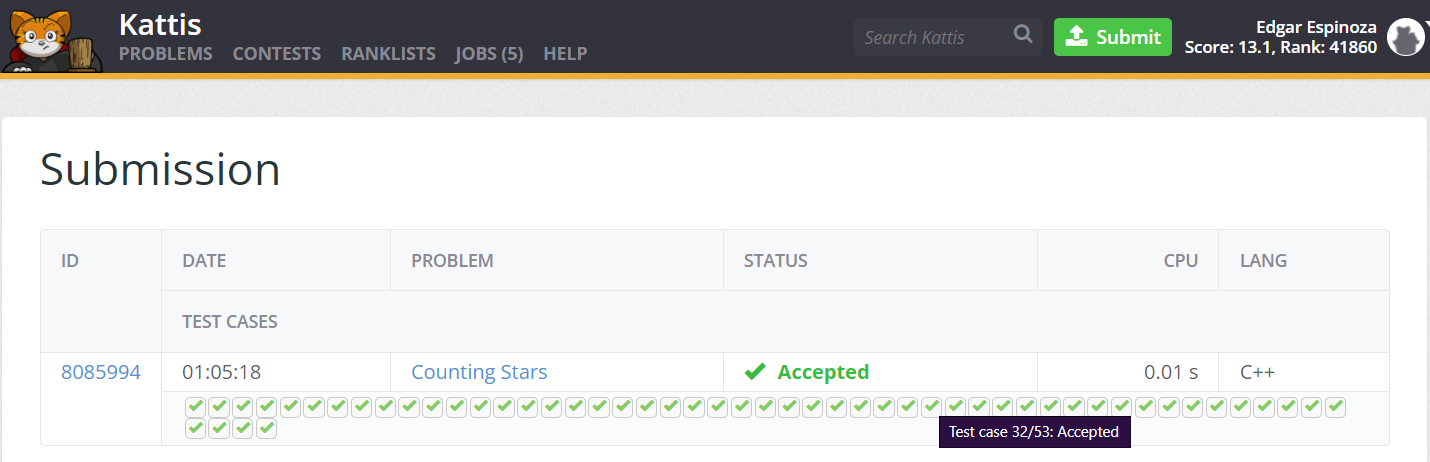 Kattis
PROBLEMS CONTESTS RANKLISTS JOBS (5) HELP
Search Kattis
Submit
Edgar Espinoza
Score: 13.1, Rank: 41860
Submission
ID DATE PROBLEM STATUS CPU LANG
TEST CASES
8085994 01:05:18 Counting Stars Accepted 0.01 s C++
Test case 32/53: Accepted